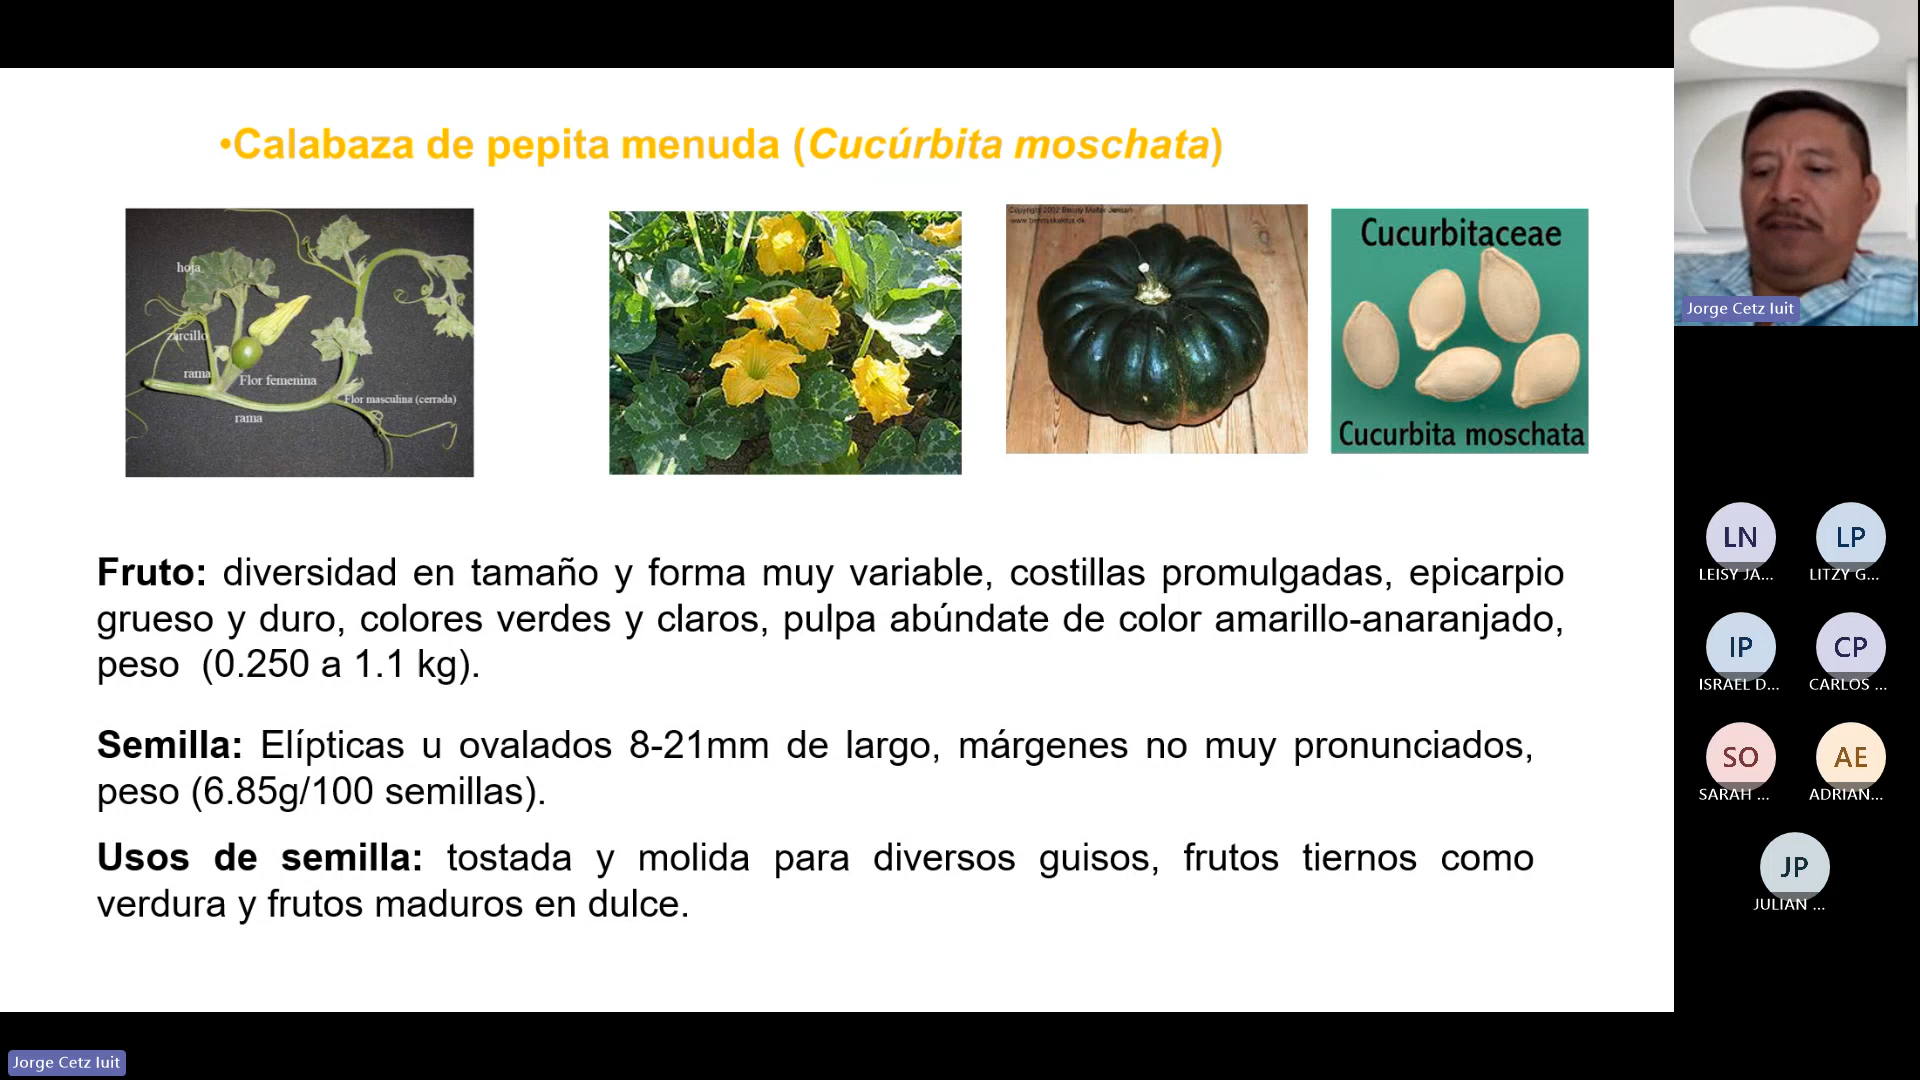 •Calabaza de pepita menuda (Cucúrbita moschata)
hoja
zarcillo
rama
Flor femenina
Flor masculina (cerrada)
rama
Copyright 2002 Benny Møller Jensen
Cucurbitaceae
Cucurbita moschata
Fruto: diversidad en tamaño y forma muy variable, costillas promulgadas, epicarpio
grueso y duro, colores verdes y claros, pulpa abúndate de color amarillo-anaranjado,
peso (0.250 a 1.1 kg).
Semilla: Elípticas u ovalados 8-21mm de largo, márgenes no muy pronunciados,
peso (6.85g/100 semillas).
Usos de semilla: tostada y molida para diversos guisos, frutos tiernos como
verdura y frutos maduros en dulce.
Jorge Cetz Iuit
LN
LEISY JA...
LP
LITZY G...
IP
ISRAEL D...
CP
CARLOS ...
SO
SARAH ...
AE
ADRIAN...
JP
JULIAN ...
Jorge Cetz Iuit